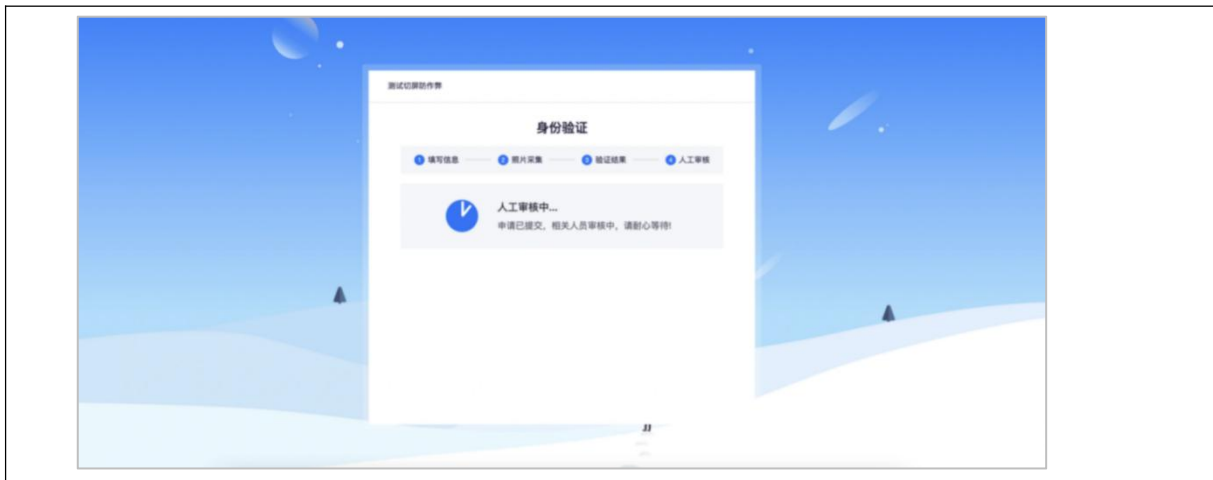 测试切屏防作弊
身份验证
1 填写信息 2 照片采集 3 验证结果 4 人工审核
人工审核中...
申请已提交，相关人员审核中，请耐心等待!